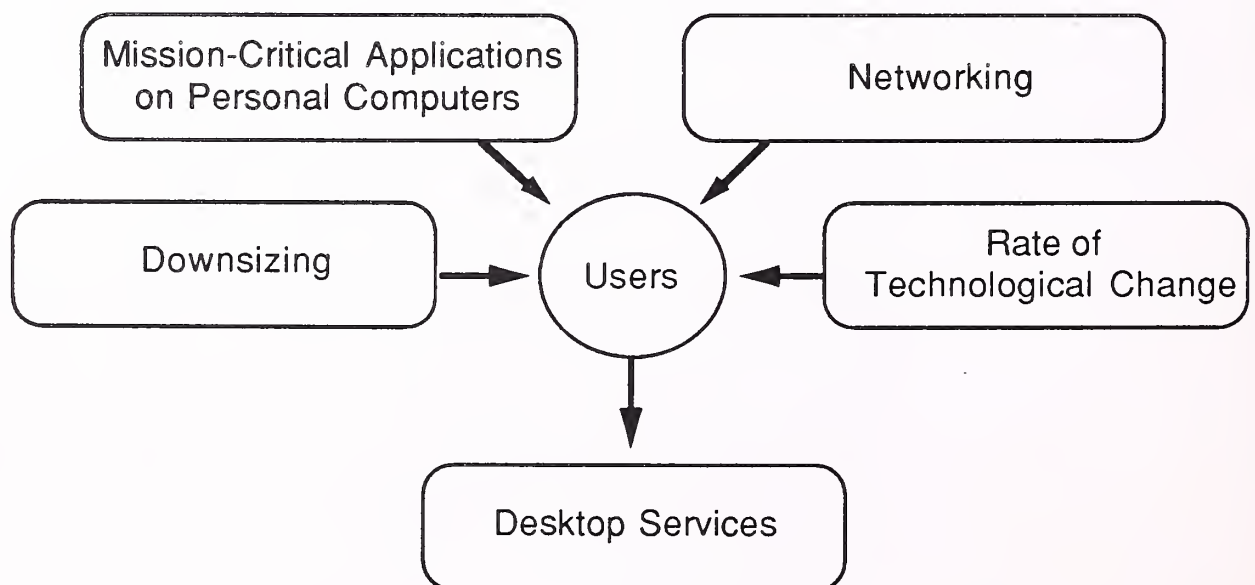 Mission-Critical Applications
on Personal Computers
Networking
Downsizing
Users
Rate of
Technological Change
Desktop Services